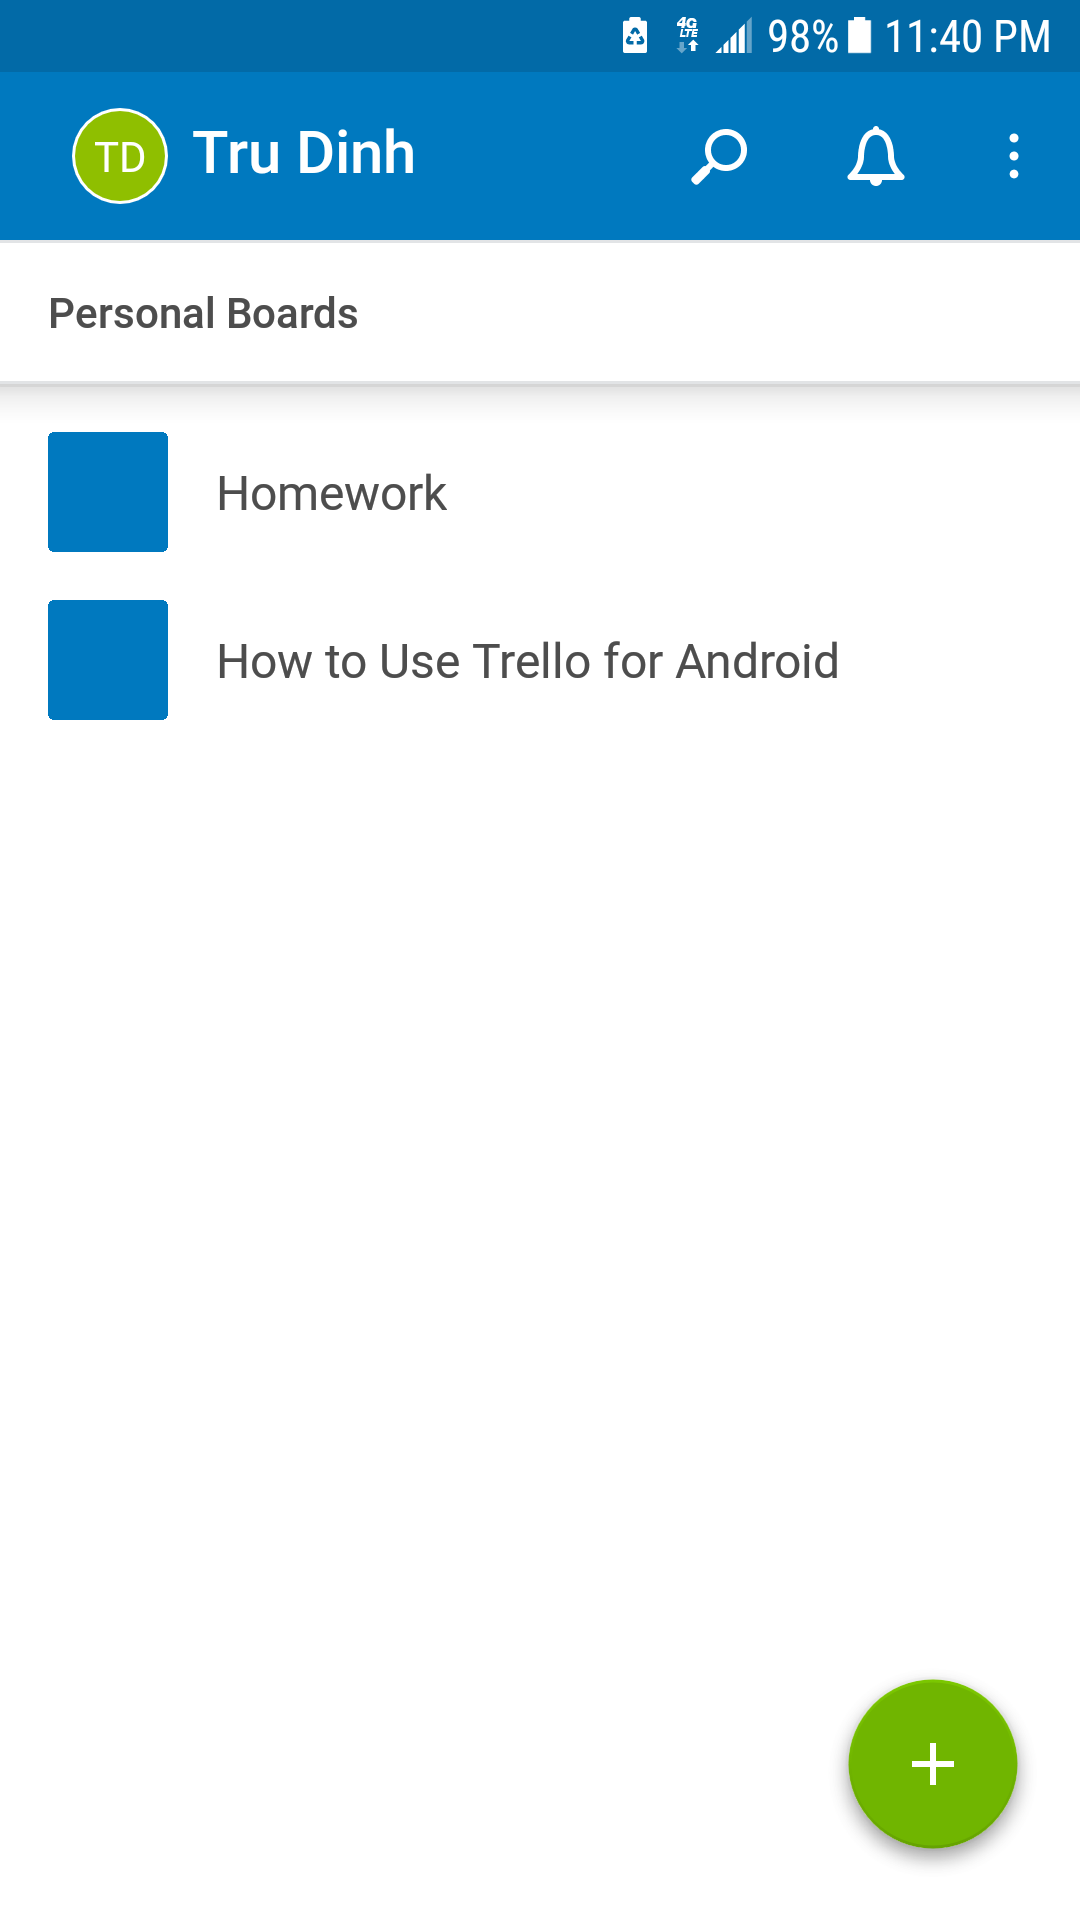 4G LTE 98% 11:40 PM
TD Tru Dinh
Personal Boards
Homework
How to Use Trello for Android